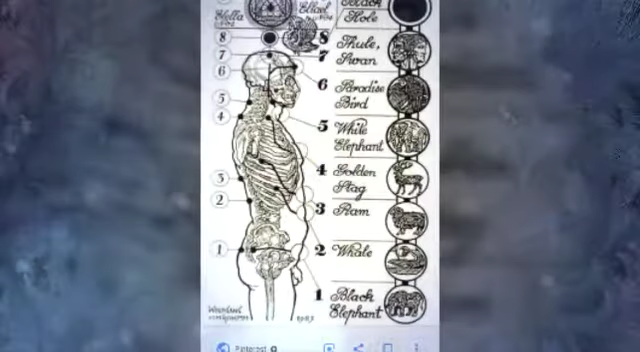 Black
Hole
8 Thule,
Swan
7
6 Paradise
Bird
5 White
Elephant
4 Golden
Stag
3 Ram
2 Whale
1 Black
Elephant
8
7
6
5
4
3
2
1
1987
Pinterest